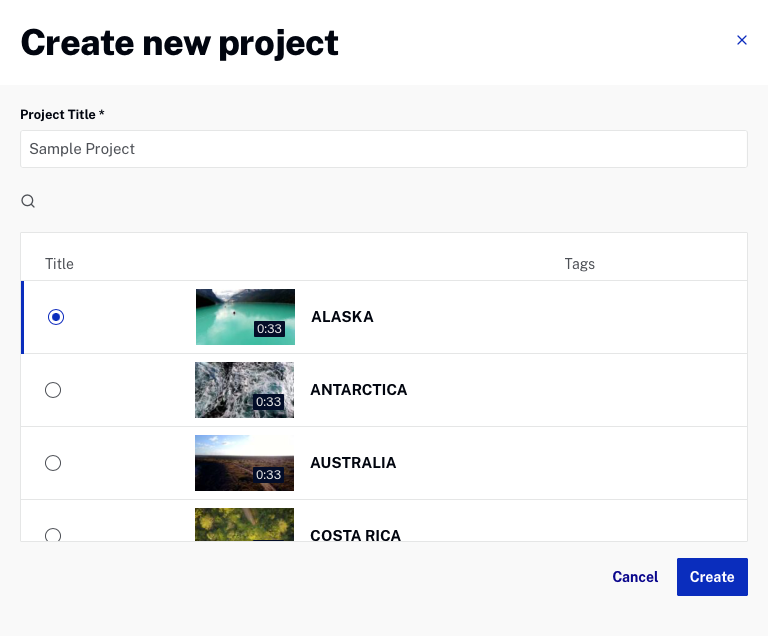 Create new project
Project Title *
Sample Project
Title Tags
0:33 ALASKA
0:33 ANTARCTICA
0:33 AUSTRALIA
COSTA RICA
Cancel Create